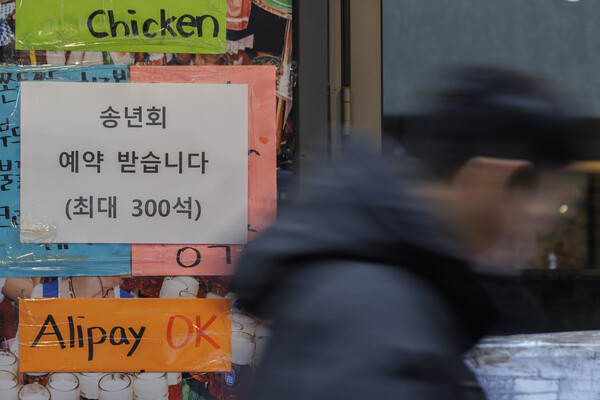 Chicken
송년회
예약 받습니다
(최대 300석)
Alipay OK